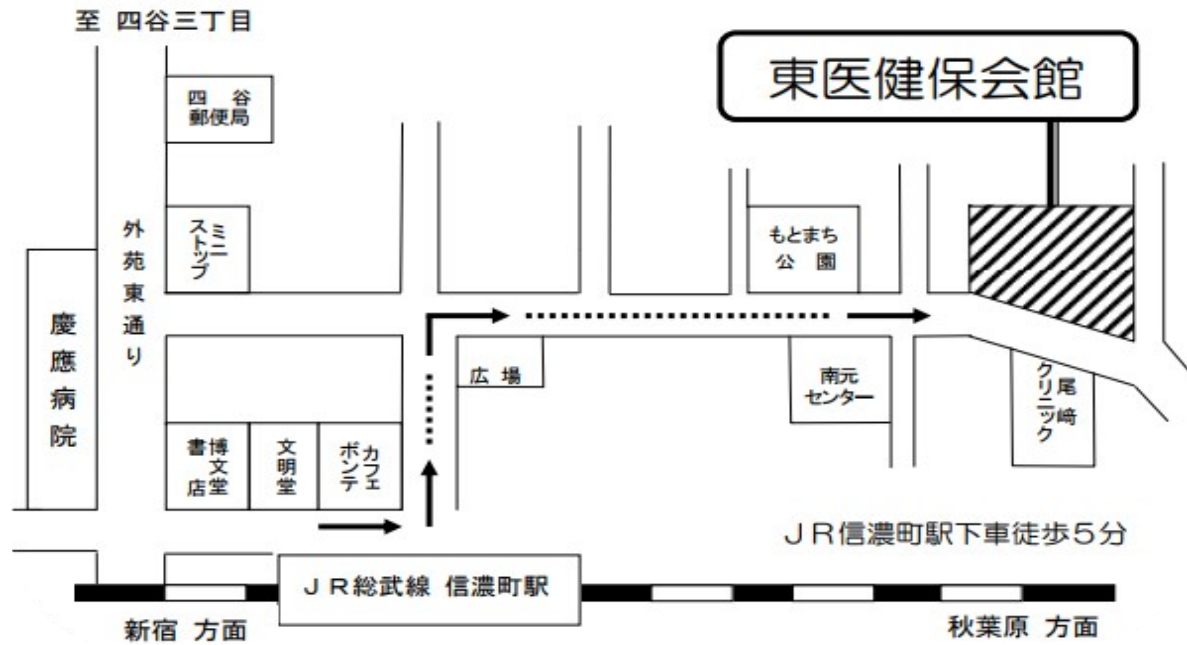 至 四谷三丁目
東医健保会館
四 谷
郵便局
ミニ
ストップ
外苑東通り
慶應病院
もとまち
公 園
広 場
南元
センター
尾﨑
クリニック
博文堂
書店
文明堂
カフェ
ボンテ
JR信濃町駅下車徒歩5分
JR総武線 信濃町駅
新宿 方面
秋葉原 方面